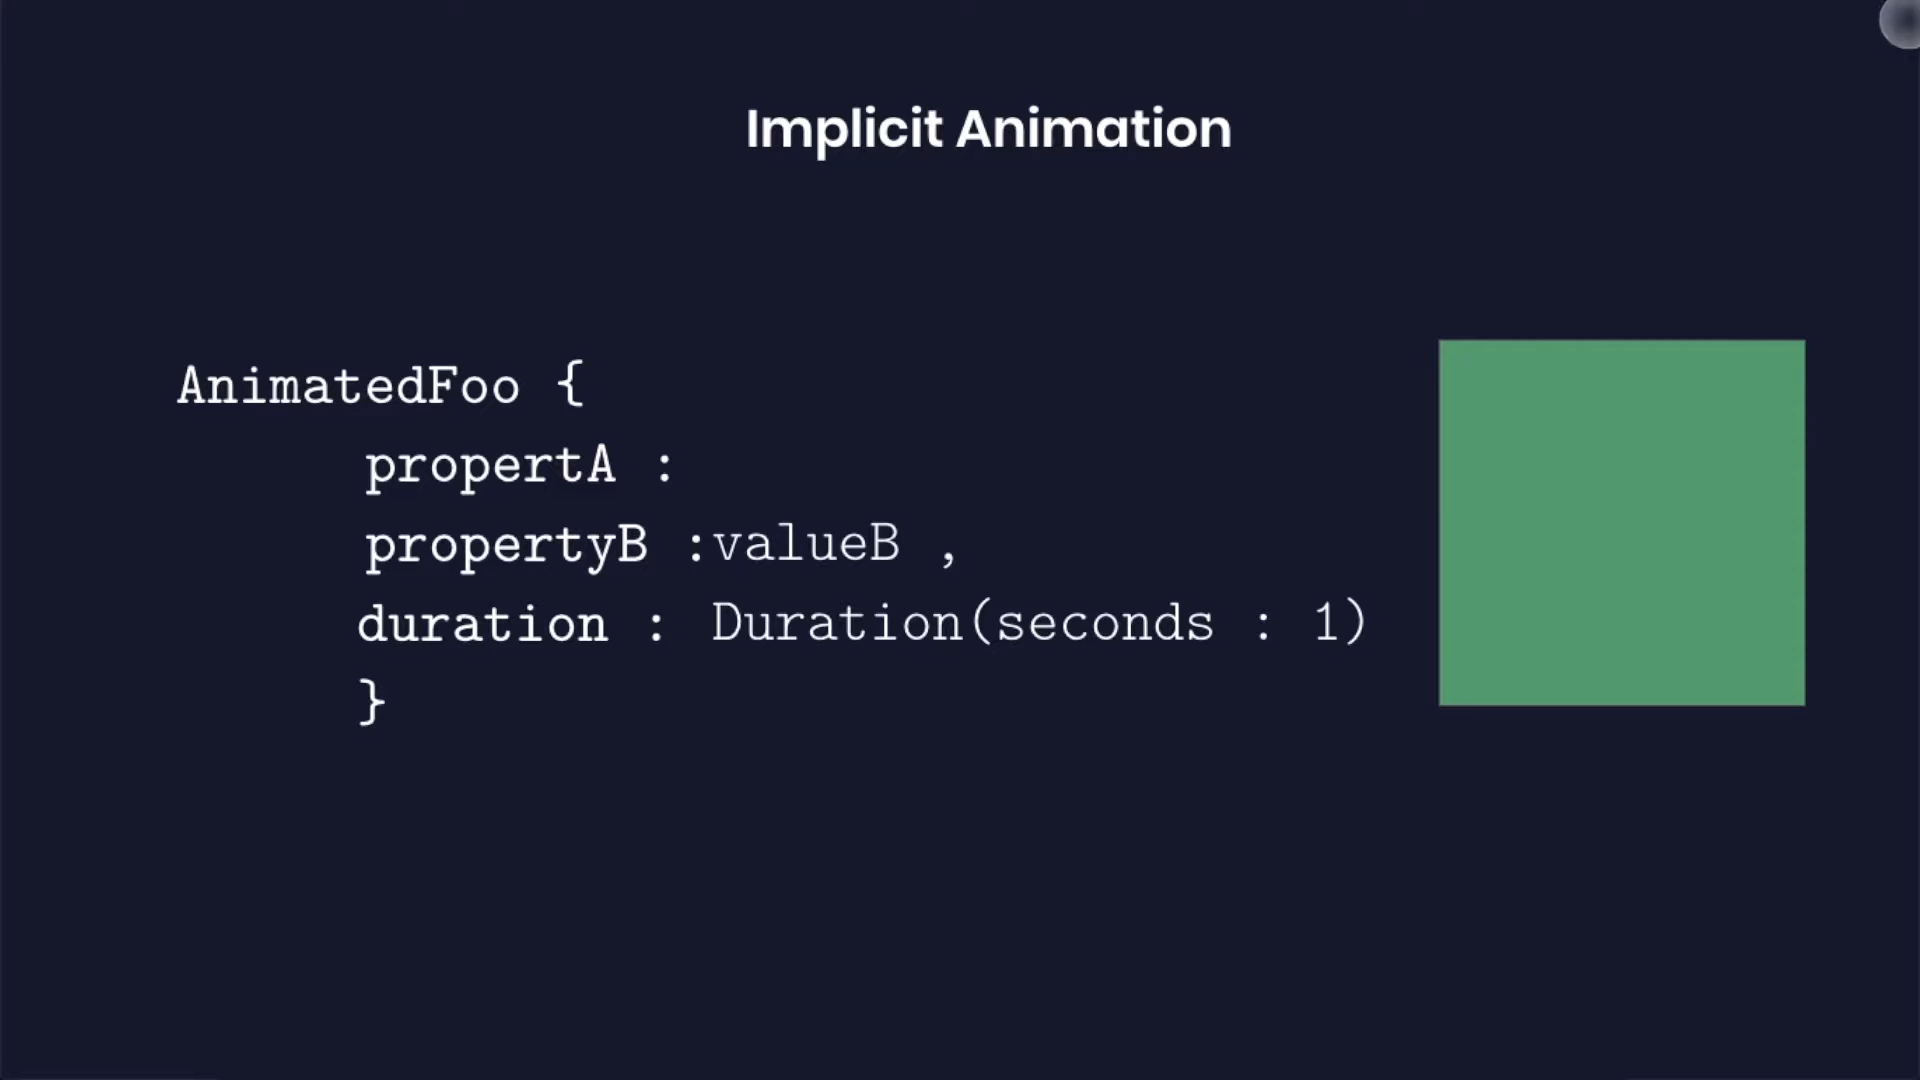 Implicit Animation
AnimatedFoo {
propertA :
propertyB :valueB ,
duration : Duration(seconds : 1)
}